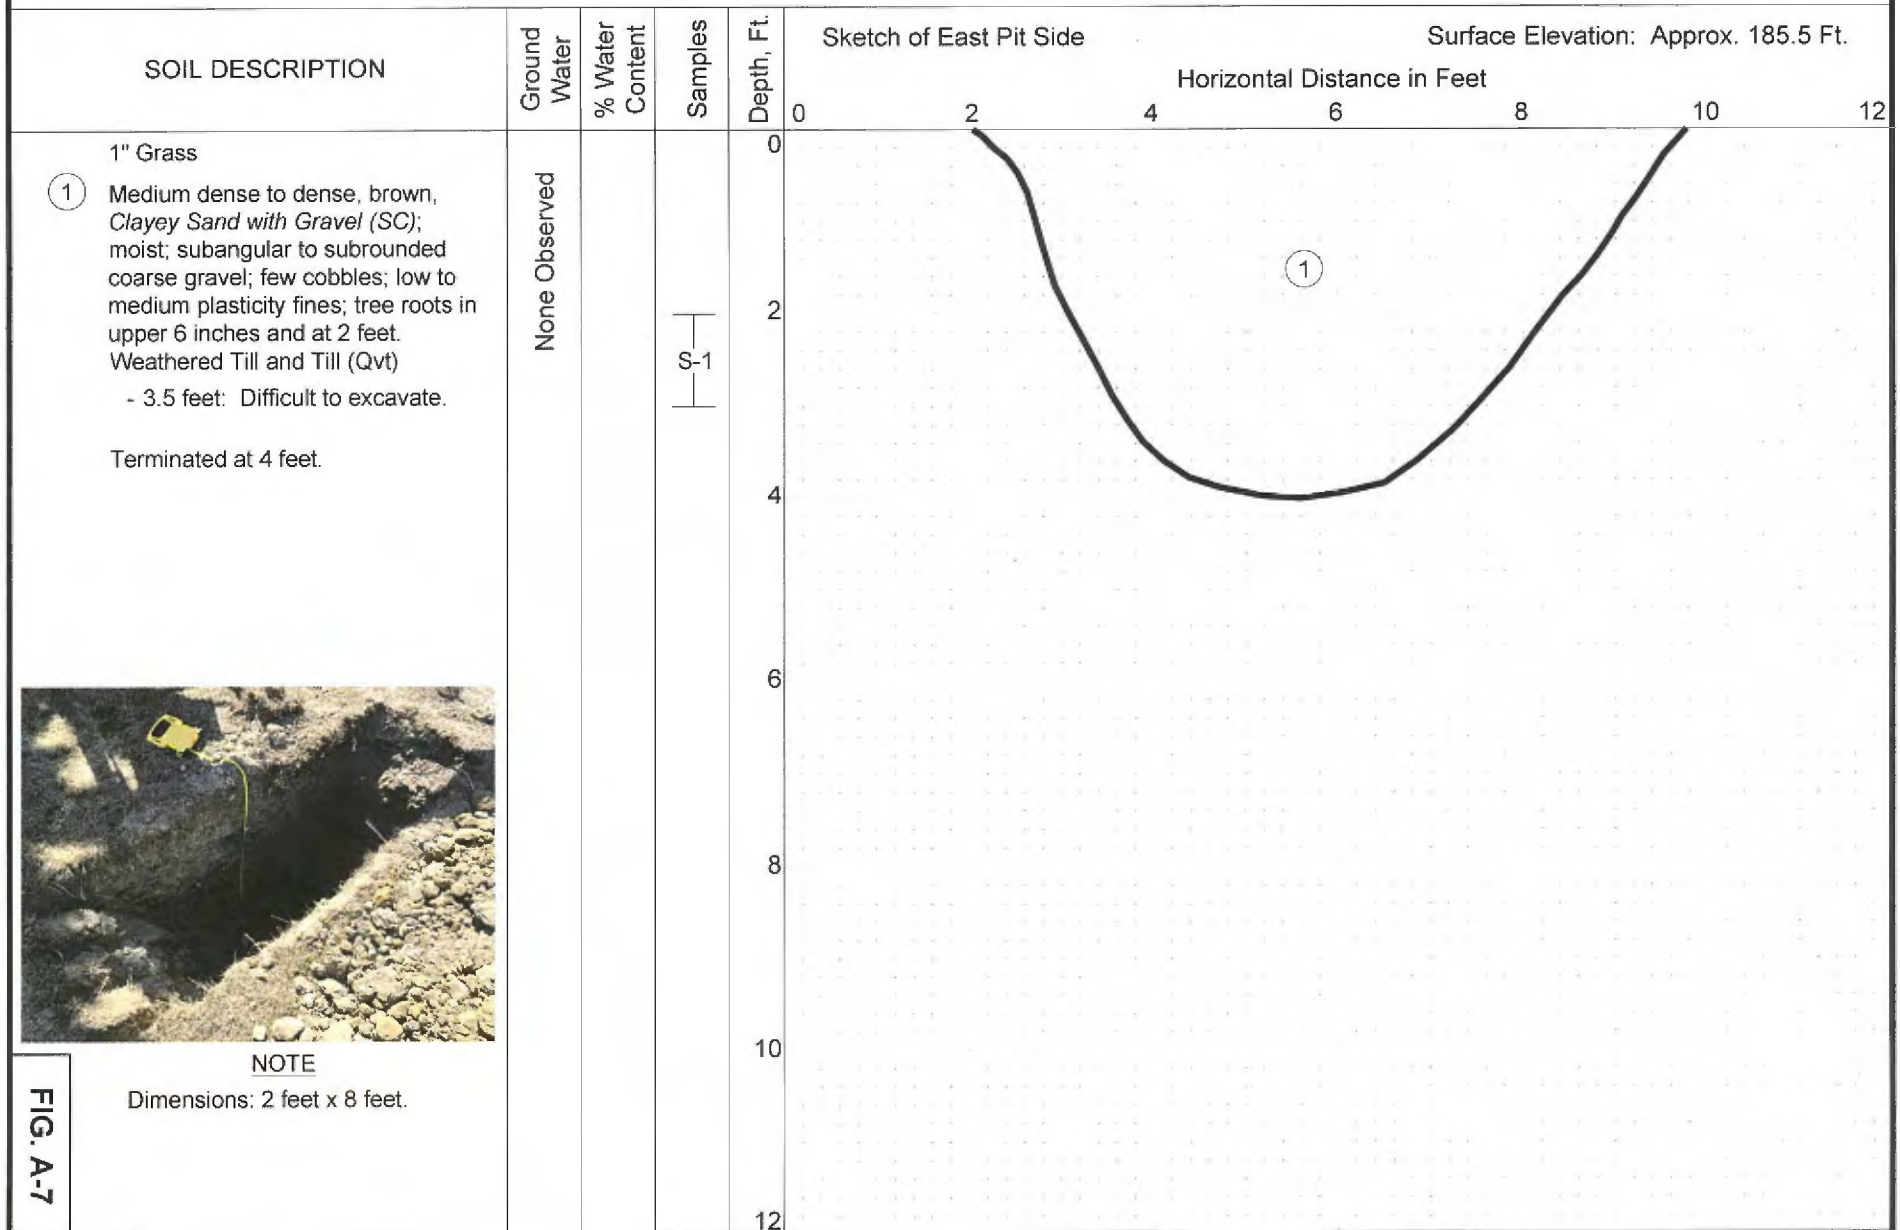 SOIL DESCRIPTION
Ground
Water
% Water
Content
Samples
Depth, Ft.
Sketch of East Pit Side
Surface Elevation: Approx. 185.5 Ft.
Horizontal Distance in Feet
0 2 4 6 8 10 12
1" Grass
1 Medium dense to dense, brown,
Clayey Sand with Gravel (SC);
moist; subangular to subrounded
coarse gravel; few cobbles; low to
medium plasticity fines; tree roots in
upper 6 inches and at 2 feet.
Weathered Till and Till (Qvt)
- 3.5 feet: Difficult to excavate.
Terminated at 4 feet.
None Observed
S-1
0
2
4
6
8
10
12
1
NOTE
Dimensions: 2 feet x 8 feet.
FIG. A-7